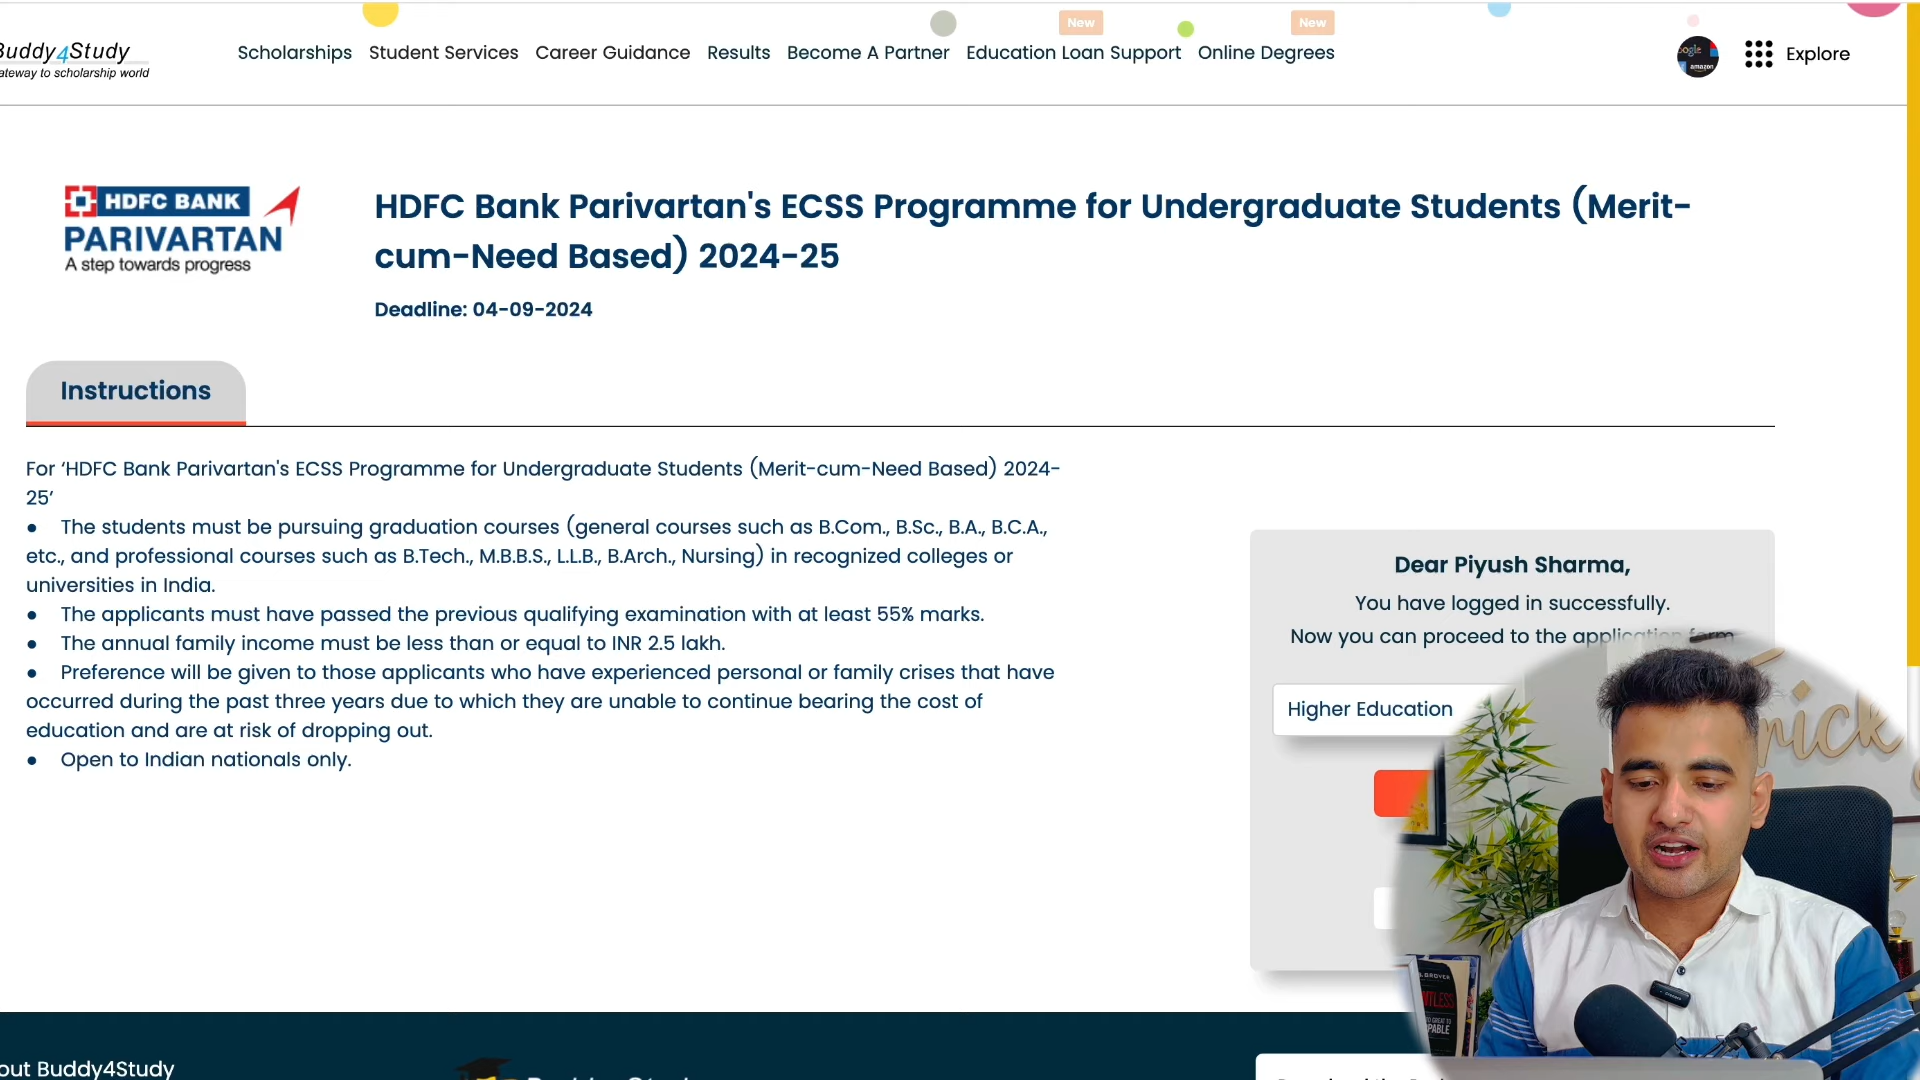 New
New
Buddy4Study
ateway to scholarship world
Scholarships Student Services Career Guidance Results Become A Partner Education Loan Support Online Degrees
Explore
amazon
HDFC BANK
PARIVARTAN
A step towards progress
HDFC Bank Parivartan's ECSS Programme for Undergraduate Students (Merit-
cum-Need Based) 2024-25
Deadline: 04-09-2024
Instructions
For ‘HDFC Bank Parivartan's ECSS Programme for Undergraduate Students (Merit-cum-Need Based) 2024-
25’
● The students must be pursuing graduation courses (general courses such as B.Com., B.Sc., B.A., B.C.A.,
etc., and professional courses such as B.Tech., M.B.B.S., L.L.B., B.Arch., Nursing) in recognized colleges or
universities in India.
● The applicants must have passed the previous qualifying examination with at least 55% marks.
● The annual family income must be less than or equal to INR 2.5 lakh.
● Preference will be given to those applicants who have experienced personal or family crises that have
occurred during the past three years due to which they are unable to continue bearing the cost of
education and are at risk of dropping out.
● Open to Indian nationals only.
Dear Piyush Sharma,
You have logged in successfully.
Now you can proceed to the application form
Higher Education
rick
GROVER
out Buddy4Study